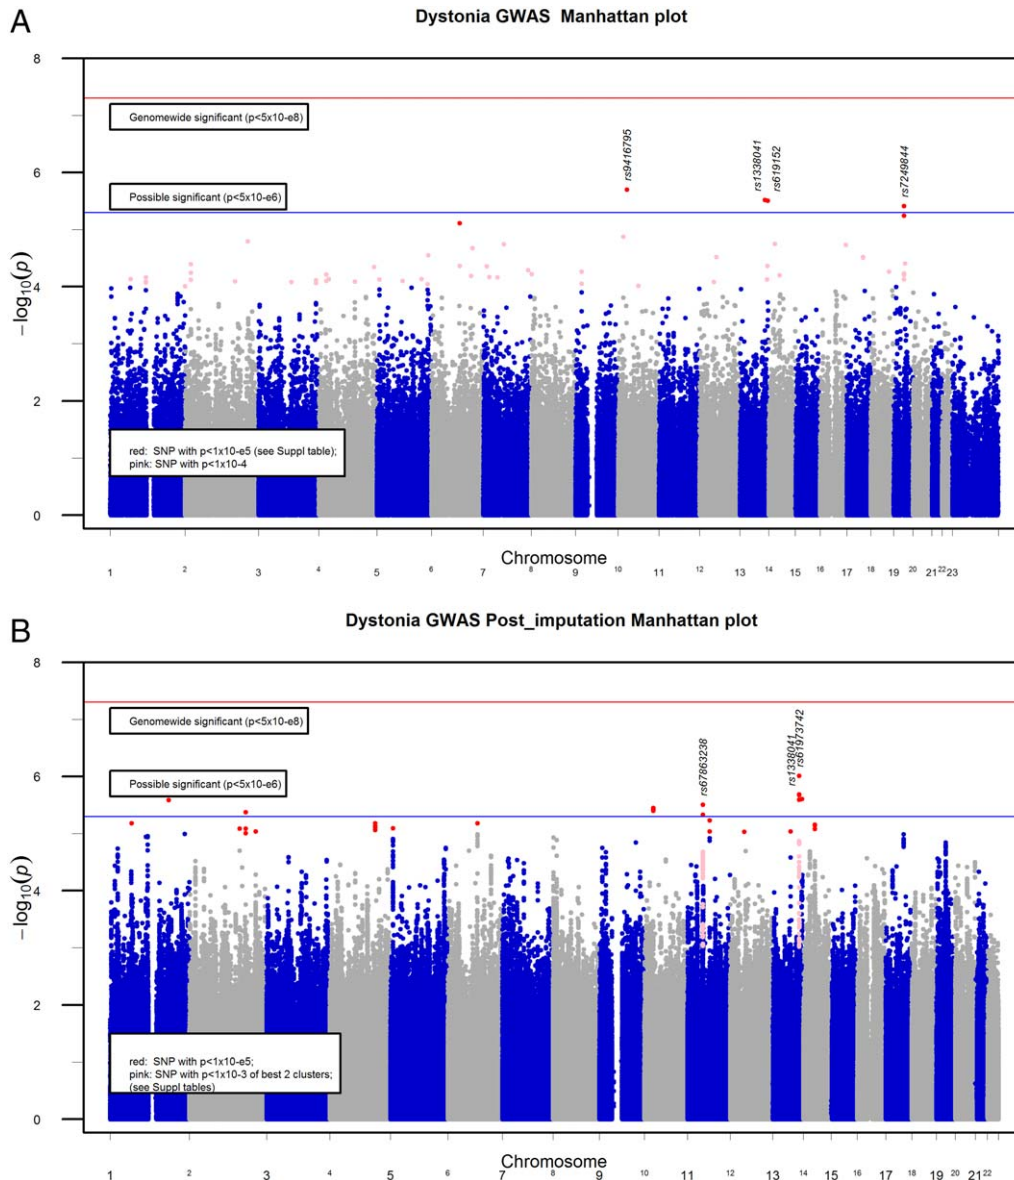 A
Dystonia GWAS  Manhattan plot
8
Genomewide significant (p<5x10-e8)
6
rs9416795
rs1338041
rs619152
rs7249844
Possible significant (p<5x10-e6)
−log10(p)
4
2
red:  SNP with p<1x10-e5 (see Suppl table);
pink: SNP with p<1x10-4
0
Chromosome
1 2 3 4 5 6 7 8 9 10 11 12 13 14 15 16 17 18 19 20 21 22 23
B
Dystonia GWAS Post_imputation Manhattan plot
8
Genomewide significant (p<5x10-e8)
rs67863238
rs1338041
rs61973742
6
Possible significant (p<5x10-e6)
−log10(p)
4
2
red:  SNP with p<1x10-e5;
pink: SNP with p<1x10-3 of best 2 clusters;
(see Suppl tables)
0
Chromosome
1 2 3 4 5 6 7 8 9 10 11 12 13 14 15 16 17 18 19 20 21 22